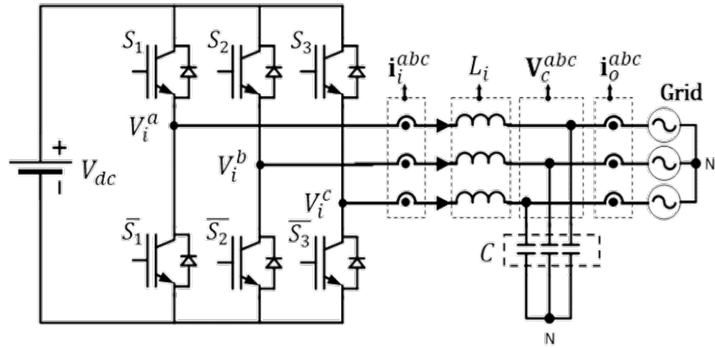 S₁ S₂ S₃ i_i^abc L_i V_c^abc i_o^abc
Grid
V_i^a
+
V_dc V_i^b N
−
V_i^c
S̅₁ S̅₂ S̅₃
C
N